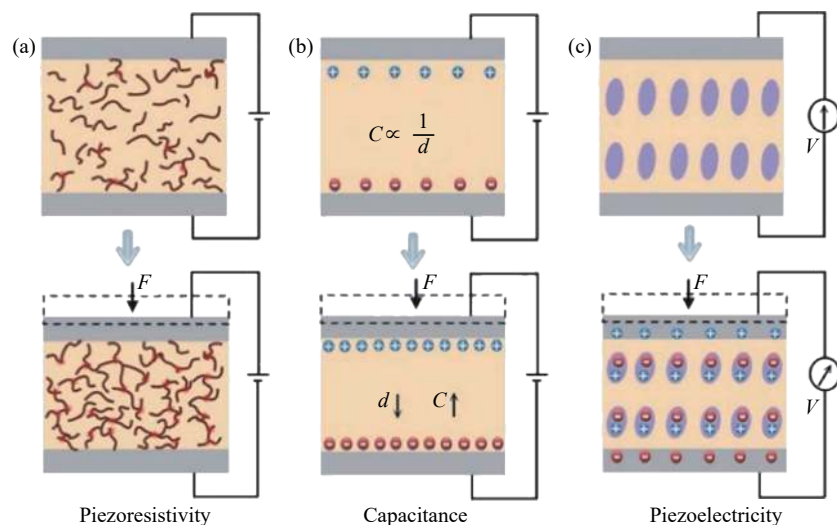 (a)
(b)
(c)
C ∝ 1/d
V
F
F
F
d ↓ C ↑
V
Piezoresistivity
Capacitance
Piezoelectricity